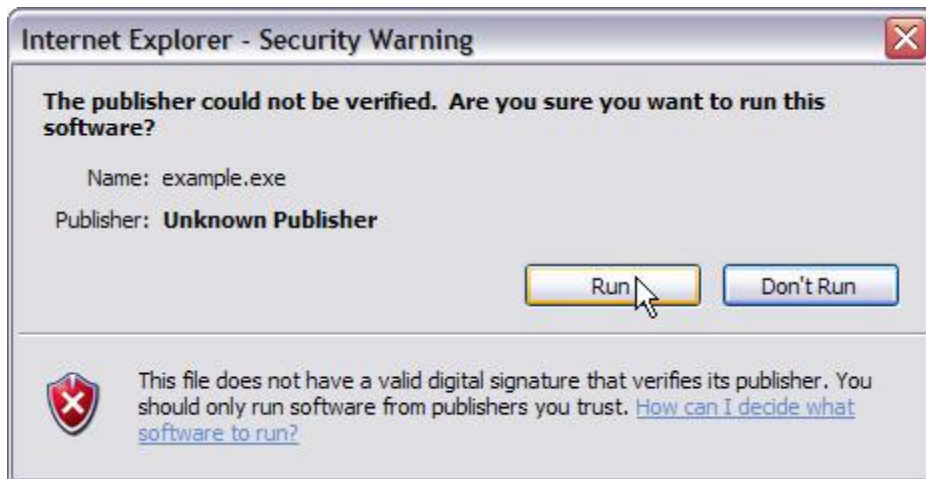 Internet Explorer - Security Warning
The publisher could not be verified.  Are you sure you want to run this
software?
Name: example.exe
Publisher: Unknown Publisher
Run
Don't Run
This file does not have a valid digital signature that verifies its publisher. You
should only run software from publishers you trust. How can I decide what
software to run?